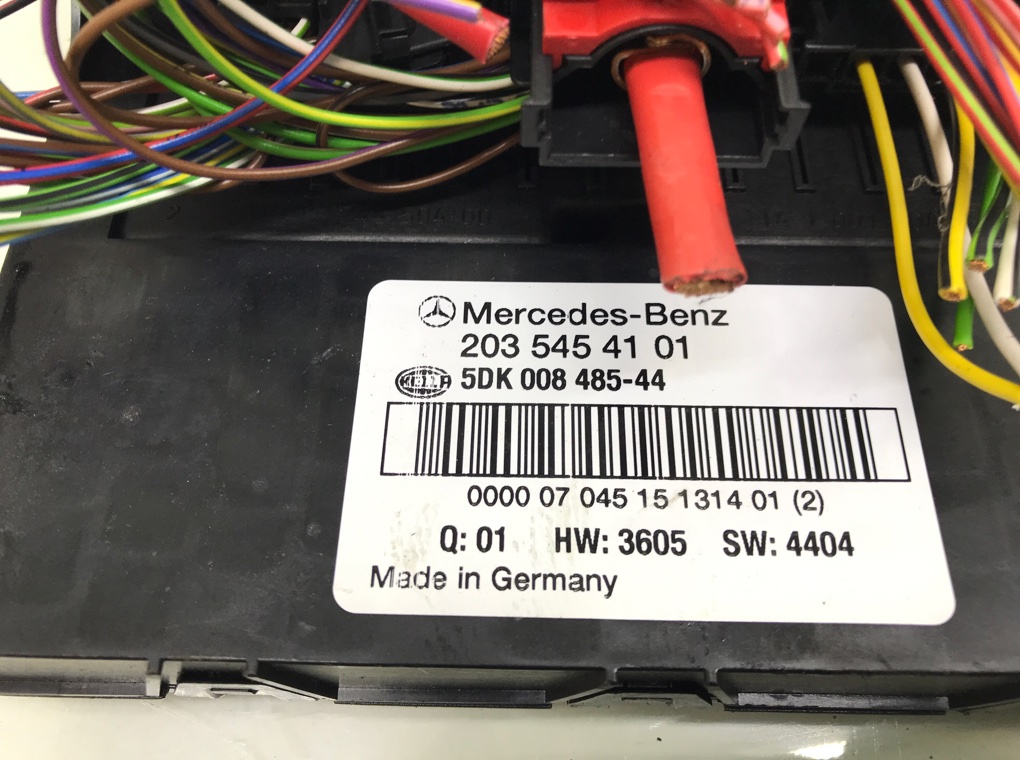 Mercedes-Benz
203 545 41 01
HELLA 5DK 008 485-44
0000 07 045 15 1314 01 (2)
Q: 01 HW: 3605 SW: 4404
Made in Germany